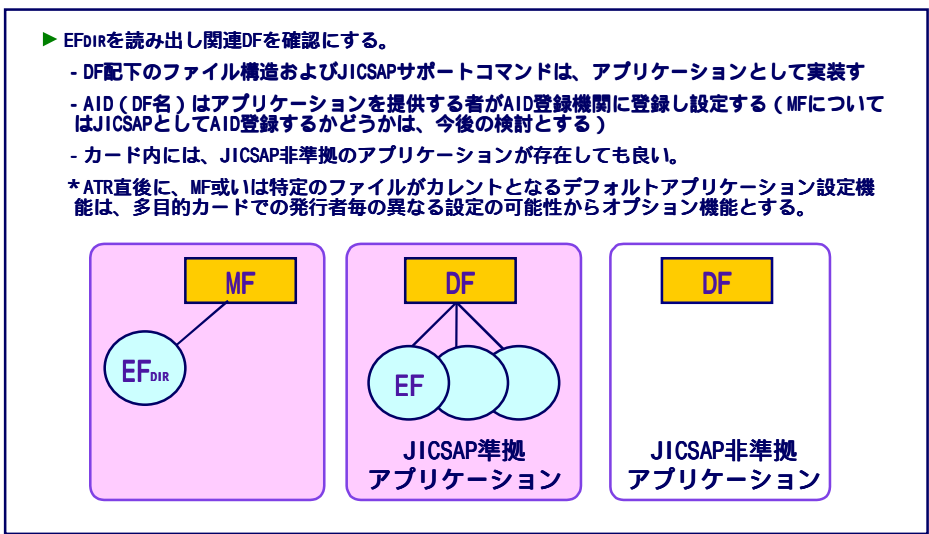 ▶ EFDIRを読み出し関連DFを確認にする。
- DF配下のファイル構造およびJICSAPサポートコマンドは、アプリケーションとして実装す
- AID(DF名)はアプリケーションを提供する者がAID登録機関に登録し設定する(MFについて
はJICSAPとしてAID登録するかどうかは、今後の検討とする)
- カード内には、JICSAP非準拠のアプリケーションが存在しても良い。
* ATR直後に、MF或いは特定のファイルがカレントとなるデフォルトアプリケーション設定機
能は、多目的カードでの発行者毎の異なる設定の可能性からオプション機能とする。
MF
EFDIR
DF
EF
JICSAP準拠
アプリケーション
DF
JICSAP非準拠
アプリケーション